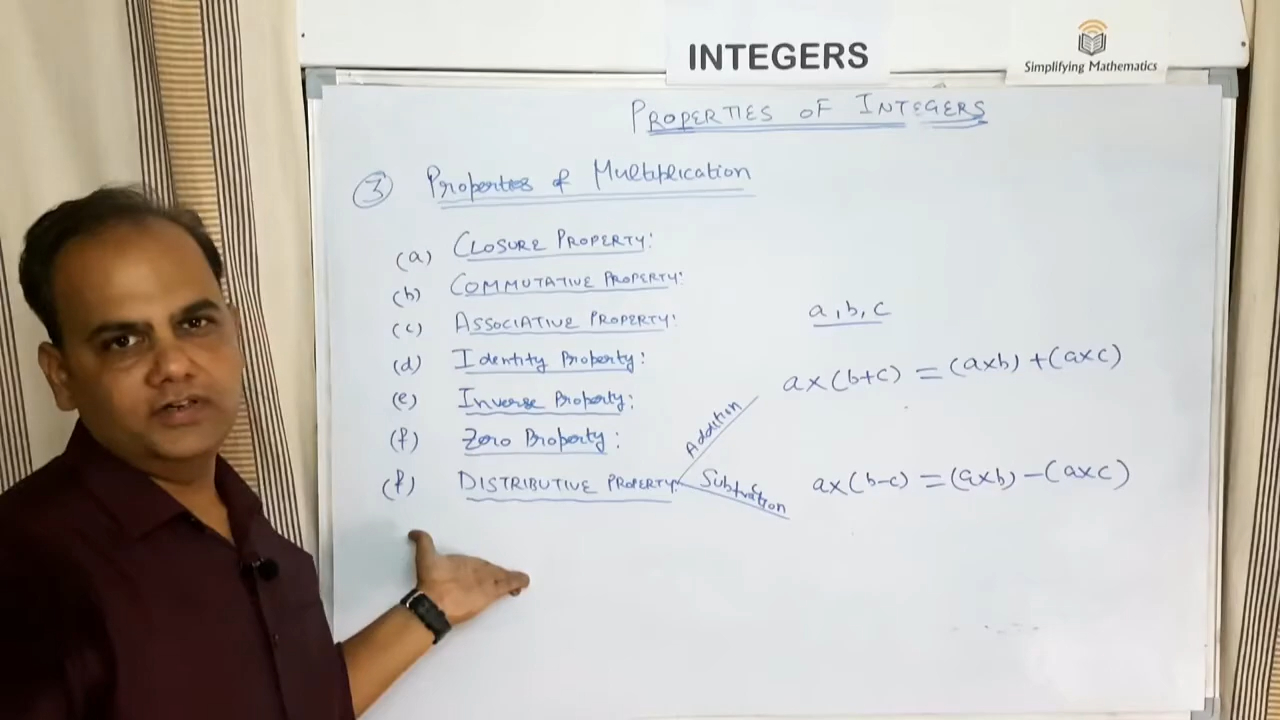 INTEGERS
Simplifying Mathematics
PROPERTIES OF INTEGERS
3 Properties of Multiplication
(a) CLOSURE PROPERTY:
(b) COMMUTATIVE PROPERTY:
(c) ASSOCIATIVE PROPERTY:
(d) Identity Property:
(e) Inverse Property:
(f) Zero Property:
(f) DISTRIBUTIVE PROPERTY
Addition
Subtraction
a, b, c
a×(b+c) = (a×b) + (a×c)
a×(b-c) = (a×b) - (a×c)